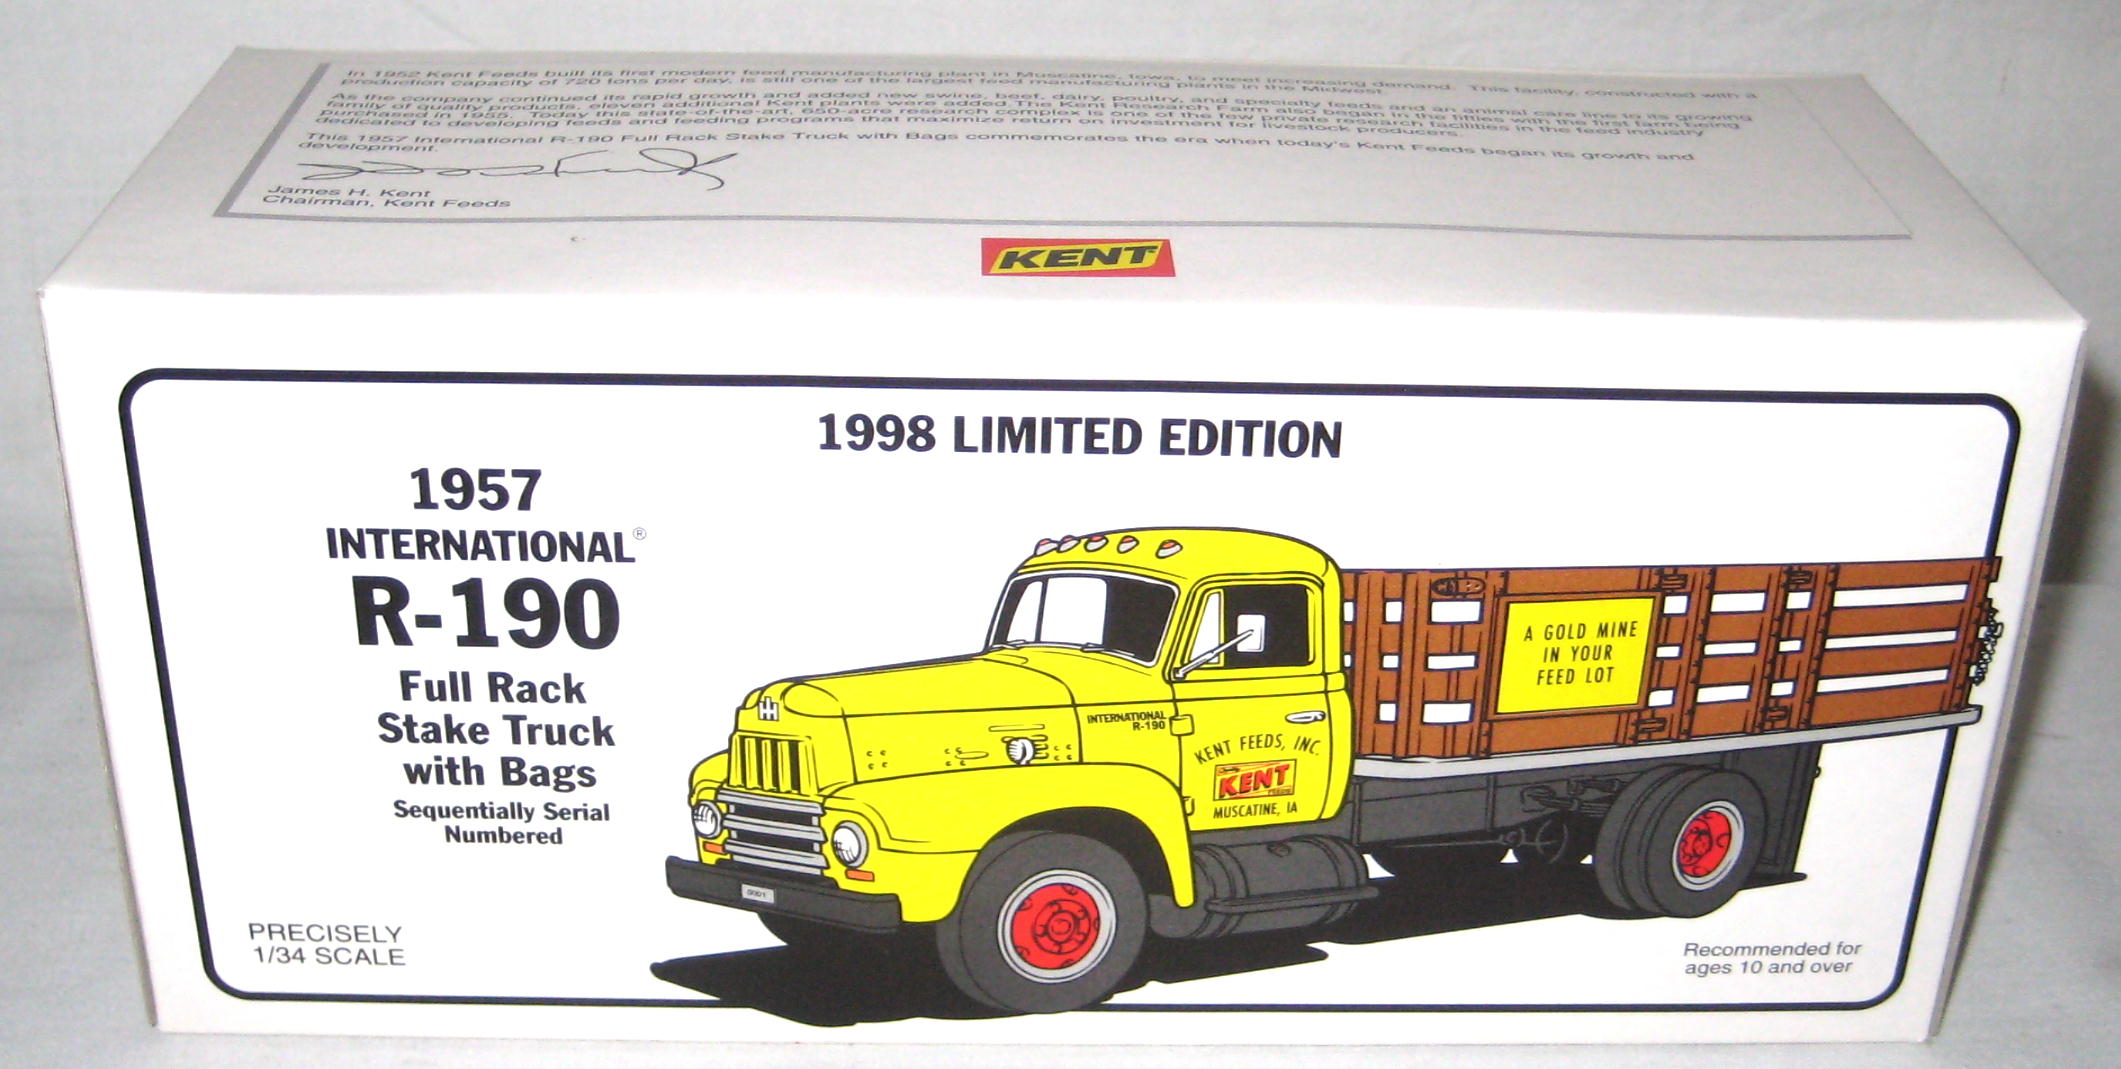 In 1952 Kent Feeds built its first modern feed manufacturing plant in Muscatine, Iowa, to meet increasing demand. This facility, constructed with a
production capacity of 720 tons per day, is still one of the largest feed manufacturing plants in the Midwest.
As the company continued its rapid growth and added new swine, beef, dairy, poultry, and specialty feeds and an animal care line to its growing
family of quality products, eleven additional Kent plants were added. The Kent Research Farm also began in the fifties with the first farm being
purchased in 1955. Today this state-of-the-art, 650-acre research complex is one of the few private research facilities in the feed industry
dedicated to developing feeds and feeding programs that maximize return on investment for livestock producers.
This 1957 International R-190 Full Rack Stake Truck with Bags commemorates the era when today's Kent Feeds began its growth and
development.
James H. Kent
Chairman, Kent Feeds
KENT
1998 LIMITED EDITION
1957
INTERNATIONAL®
R-190
Full Rack
Stake Truck
with Bags
Sequentially Serial
Numbered
PRECISELY
1/34 SCALE
A GOLD MINE
IN YOUR
FEED LOT
INTERNATIONAL
R-190
KENT FEEDS, INC.
KENT
MUSCATINE, IA
0001
Recommended for
ages 10 and over